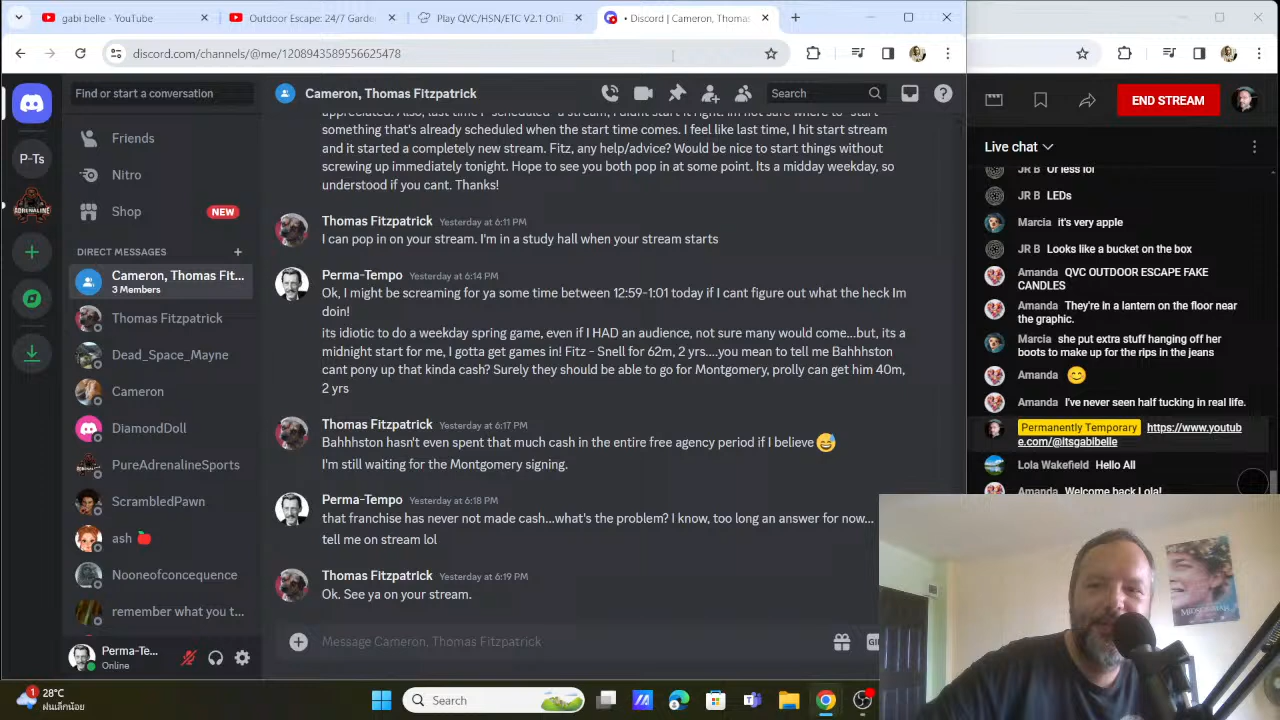 gabi belle - YouTube
Outdoor Escape: 24/7 Garde
Play QVC/HSN/ETC V2.1 Onl
• Discord | Cameron, Thoma
discord.com/channels/@me/1208943589556625478
Find or start a conversation
Friends
Nitro
Shop
NEW
DIRECT MESSAGES
Cameron, Thomas FIt...
3 Members
Thomas Fitzpatrick
Dead_Space_Mayne
Cameron
DiamondDoll
PureAdrenalineSports
ScrambledPawn
ash
Nooneofconcequence
remember what you t...
P-Ts
ADRENALINE
Perma-Te...
Online
Cameron, Thomas Fitzpatrick
Search
something that's already scheduled when the start time comes. I feel like last time, I hit start stream
and it started a completely new stream. Fitz, any help/advice? Would be nice to start things without
screwing up immediately tonight. Hope to see you both pop in at some point. Its a midday weekday, so
understood if you cant. Thanks!
Thomas Fitzpatrick Yesterday at 6:11 PM
I can pop in on your stream. I'm in a study hall when your stream starts
Perma-Tempo Yesterday at 6:14 PM
Ok, I might be screaming for ya some time between 12:59-1:01 today if I cant figure out what the heck Im
doin!
its idiotic to do a weekday spring game, even if I HAD an audience, not sure many would come...but, its a
midnight start for me, I gotta get games in! Fitz - Snell for 62m, 2 yrs....you mean to tell me Bahhhston
cant pony up that kinda cash? Surely they should be able to go for Montgomery, prolly can get him 40m,
2 yrs
Thomas Fitzpatrick Yesterday at 6:17 PM
Bahhhston hasn't even spent that much cash in the entire free agency period if I believe
I'm still waiting for the Montgomery signing.
Perma-Tempo Yesterday at 6:18 PM
that franchise has never not made cash...what's the problem? I know, too long an answer for now...
tell me on stream lol
Thomas Fitzpatrick Yesterday at 6:19 PM
Ok. See ya on your stream.
Message Cameron, Thomas Fitzpatrick
END STREAM
Live chat
JR B Or less lol
JR B LEDs
Marcia it's very apple
JR B Looks like a bucket on the box
Amanda QVC OUTDOOR ESCAPE FAKE
CANDLES
Amanda They're in a lantern on the floor near
the graphic.
Marcia she put extra stuff hanging off her
boots to make up for the rips in the jeans
Amanda
Amanda I've never seen half tucking in real life.
Permanently Temporary https://www.youtub
e.com/@itsgabibelle
Lola Wakefield Hello All
Amanda Welcome back Lola!
1
28°C
ฝนเล็กน้อย
Search